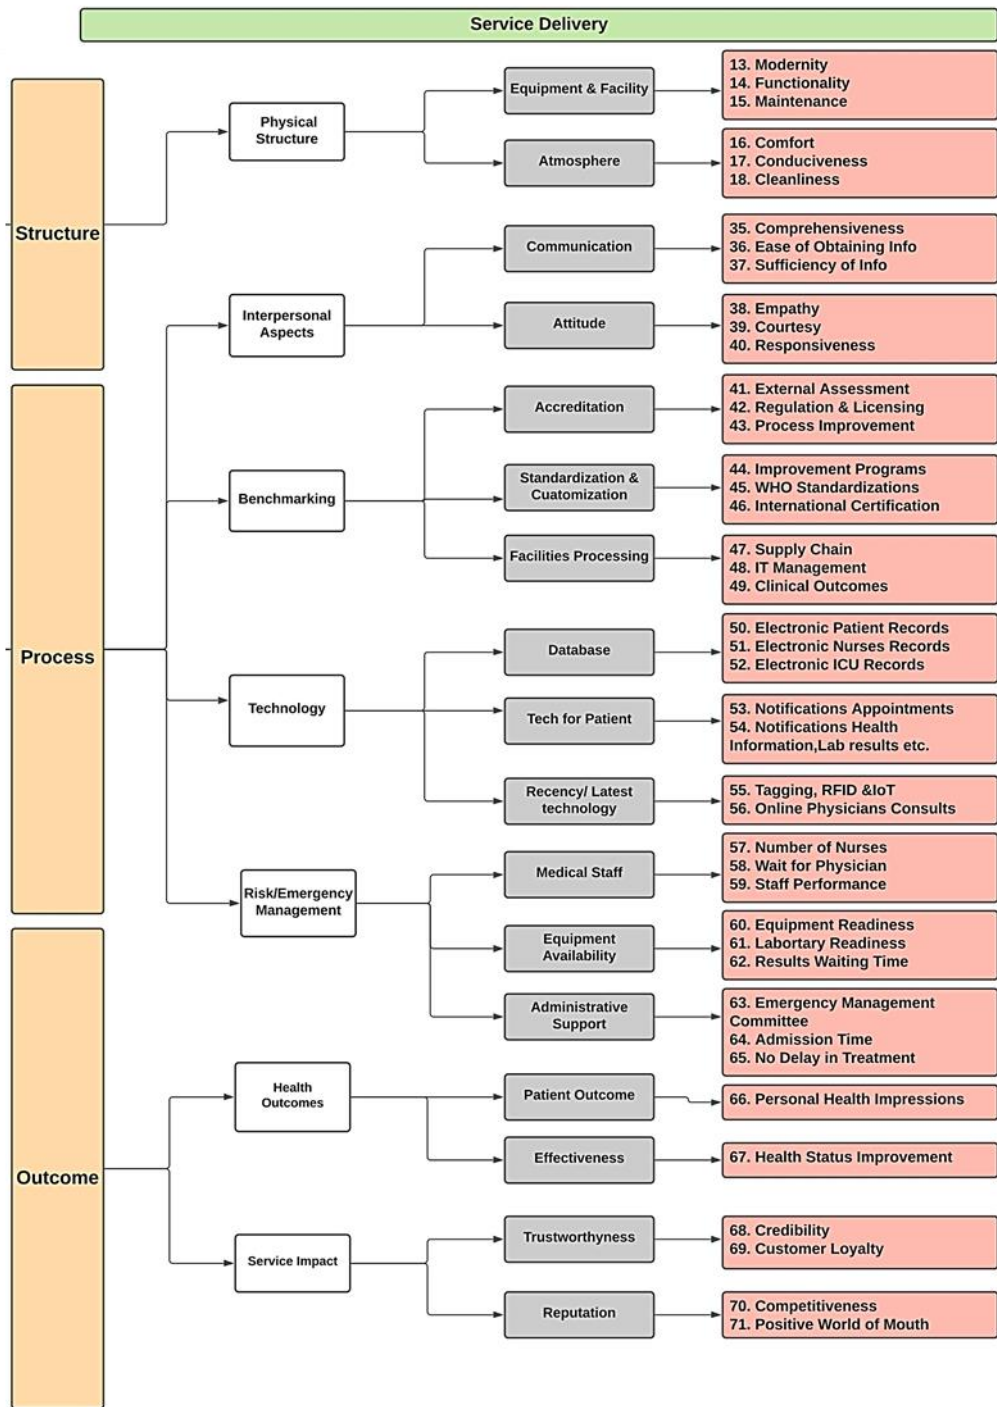 Service Delivery
Structure
Physical
Structure
Equipment & Facility
13. Modernity
14. Functionality
15. Maintenance
Atmosphere
16. Comfort
17. Conduciveness
18. Cleanliness
Process
Interpersonal
Aspects
Communication
35. Comprehensiveness
36. Ease of Obtaining Info
37. Sufficiency of Info
Attitude
38. Empathy
39. Courtesy
40. Responsiveness
Benchmarking
Accreditation
41. External Assessment
42. Regulation & Licensing
43. Process Improvement
Standardization &
Cuatomization
44. Improvement Programs
45. WHO Standardizations
46. International Certification
Facilities Processing
47. Supply Chain
48. IT Management
49. Clinical Outcomes
Technology
Database
50. Electronic Patient Records
51. Electronic Nurses Records
52. Electronic ICU Records
Tech for Patient
53. Notifications Appointments
54. Notifications Health
Information,Lab results etc.
Recency/ Latest
technology
55. Tagging, RFID &IoT
56. Online Physicians Consults
Risk/Emergency
Management
Medical Staff
57. Number of Nurses
58. Wait for Physician
59. Staff Performance
Equipment
Availability
60. Equipment Readiness
61. Labortary Readiness
62. Results Waiting Time
Administrative
Support
63. Emergency Management
Committee
64. Admission Time
65. No Delay in Treatment
Outcome
Health
Outcomes
Patient Outcome
66. Personal Health Impressions
Effectiveness
67. Health Status Improvement
Service Impact
Trustworthyness
68. Credibility
69. Customer Loyalty
Reputation
70. Competitiveness
71. Positive World of Mouth